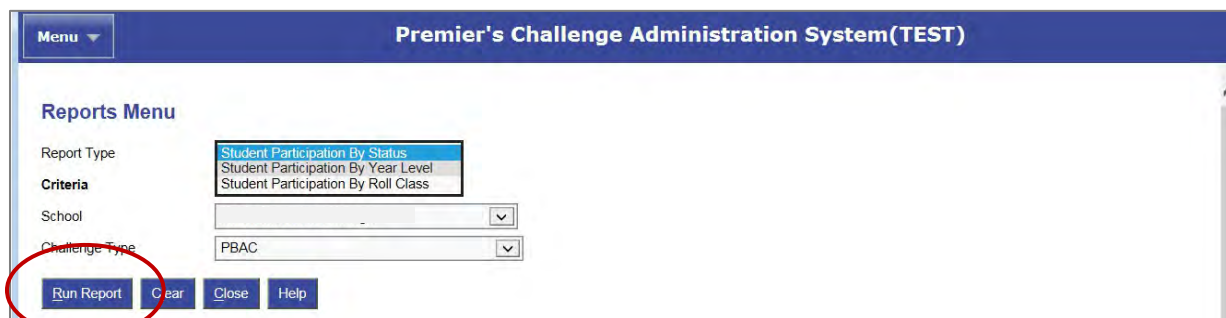 Menu
Premier's Challenge Administration System(TEST)
Reports Menu
Report Type
Student Participation By Status
Student Participation By Year Level
Criteria
Student Participation By Roll Class
School
Challenge Type
PBAC
Run Report
Clear
Close
Help